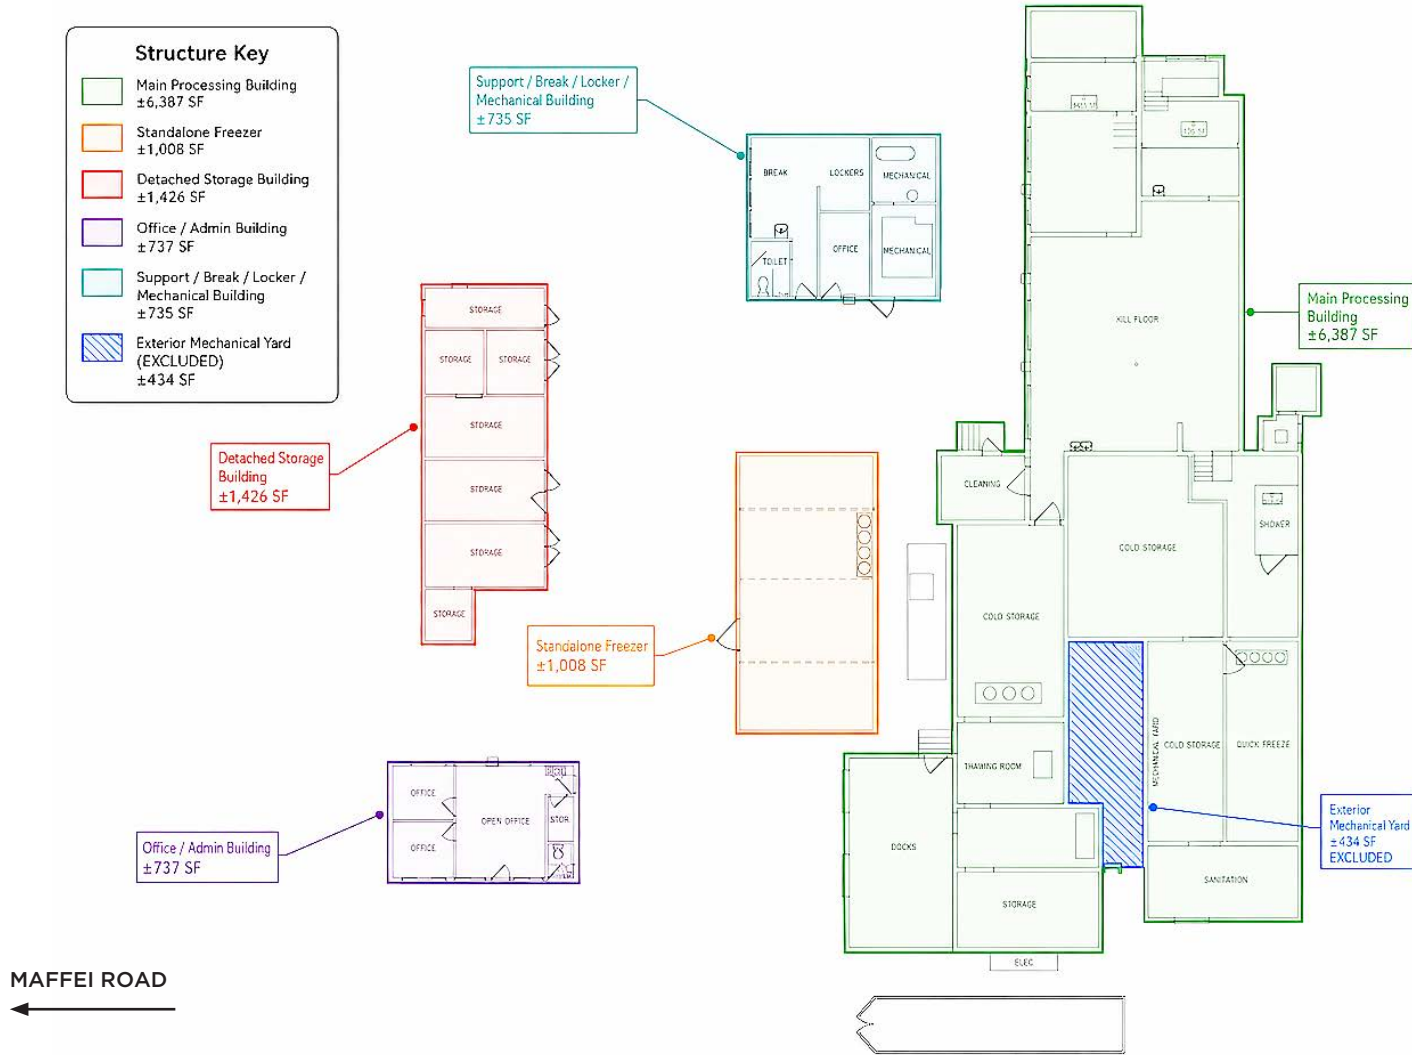 Structure Key
Main Processing Building
±6,387 SF
Standalone Freezer
±1,008 SF
Detached Storage Building
±1,426 SF
Office / Admin Building
±737 SF
Support / Break / Locker /
Mechanical Building
±735 SF
Exterior Mechanical Yard
(EXCLUDED)
±434 SF
Support / Break / Locker /
Mechanical Building
±735 SF
BREAK
LOCKERS
MECHANICAL
OFFICE
MECHANICAL
TOILET
KILL FLOOR
Main Processing
Building
±6,387 SF
STORAGE
STORAGE
STORAGE
STORAGE
STORAGE
STORAGE
STORAGE
Detached Storage
Building
±1,426 SF
CLEANING
SHOWER
COLD STORAGE
COLD STORAGE
Standalone Freezer
±1,008 SF
MECHANICAL YARD
COLD STORAGE
QUICK FREEZE
THAWING ROOM
OFFICE
OPEN OFFICE
STOR
OFFICE
Office / Admin Building
±737 SF
DOCKS
Exterior
Mechanical Yard
±434 SF
EXCLUDED
SANITATION
STORAGE
ELEC
MAFFEI ROAD